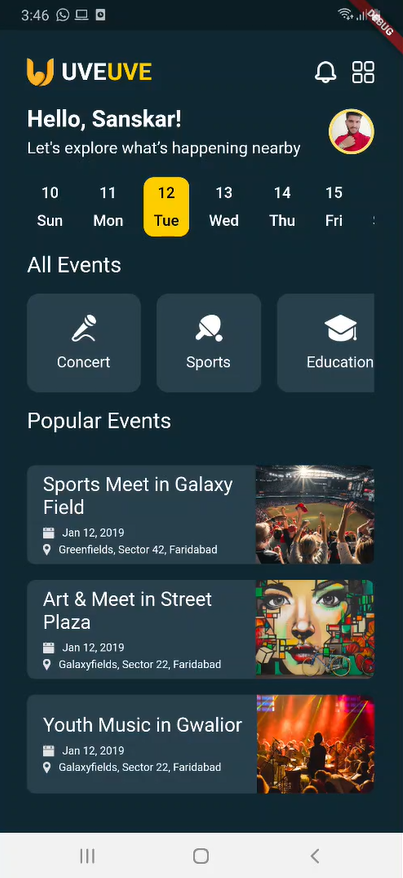 3:46
DEBUG
UVEUVE
Hello, Sanskar!
Let's explore what’s happening nearby
10 11 12 13 14 15
Sun Mon Tue Wed Thu Fri
All Events
Concert Sports Education
Popular Events
Sports Meet in Galaxy
Field
Jan 12, 2019
Greenfields, Sector 42, Faridabad
Art & Meet in Street
Plaza
Jan 12, 2019
Galaxyfields, Sector 22, Faridabad
Youth Music in Gwalior
Jan 12, 2019
Galaxyfields, Sector 22, Faridabad